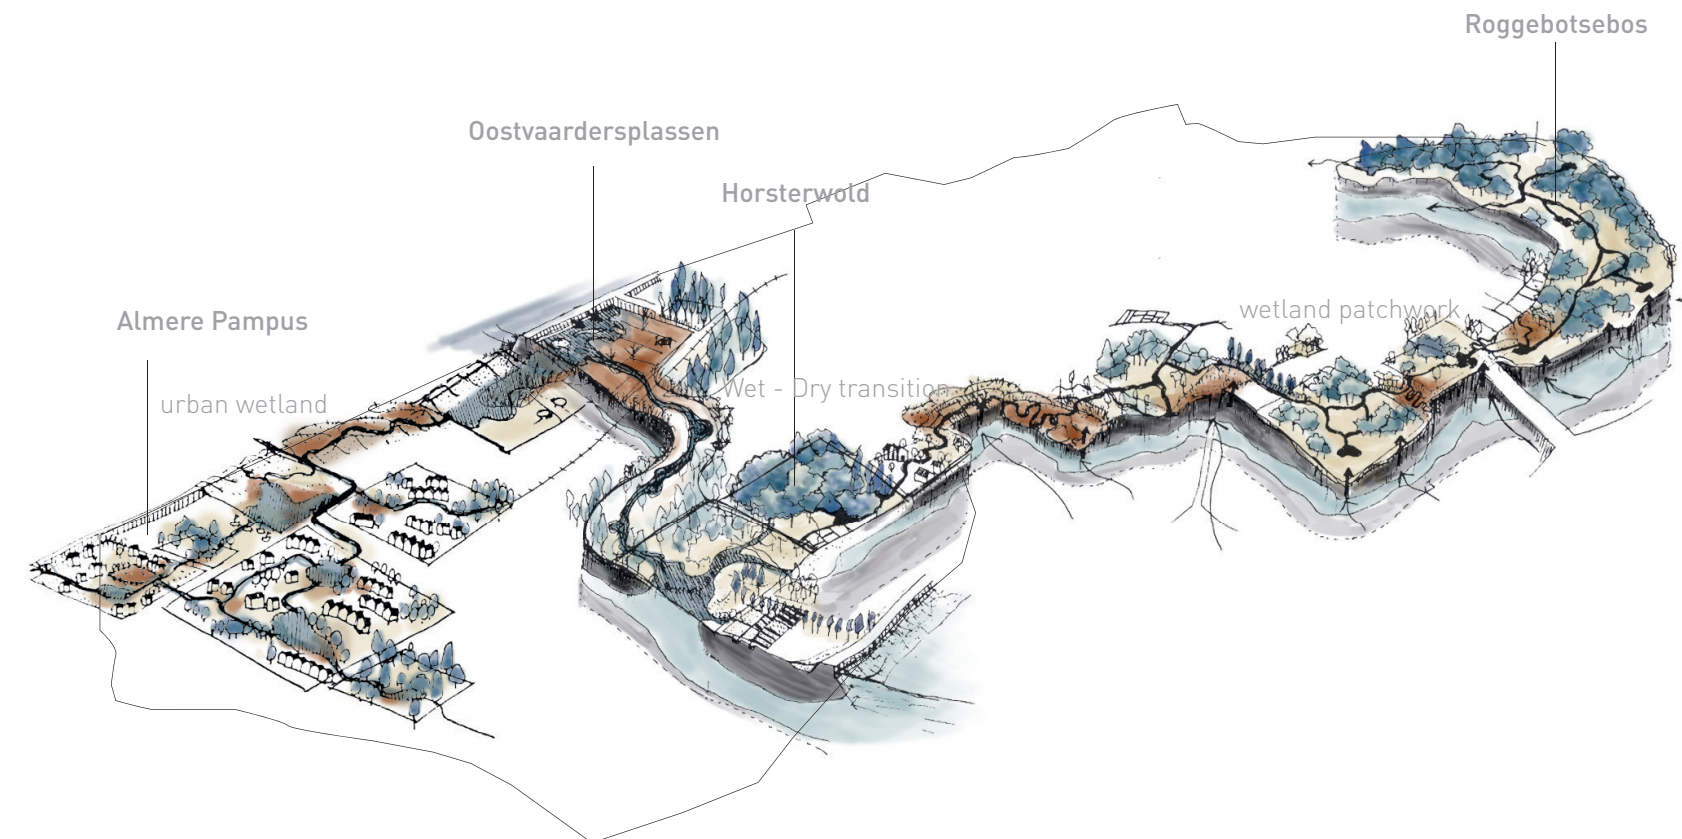 Roggebotsebos
Oostvaardersplassen
Horsterwold
Almere Pampus
wetland patchwork
Wet - Dry transition
urban wetland